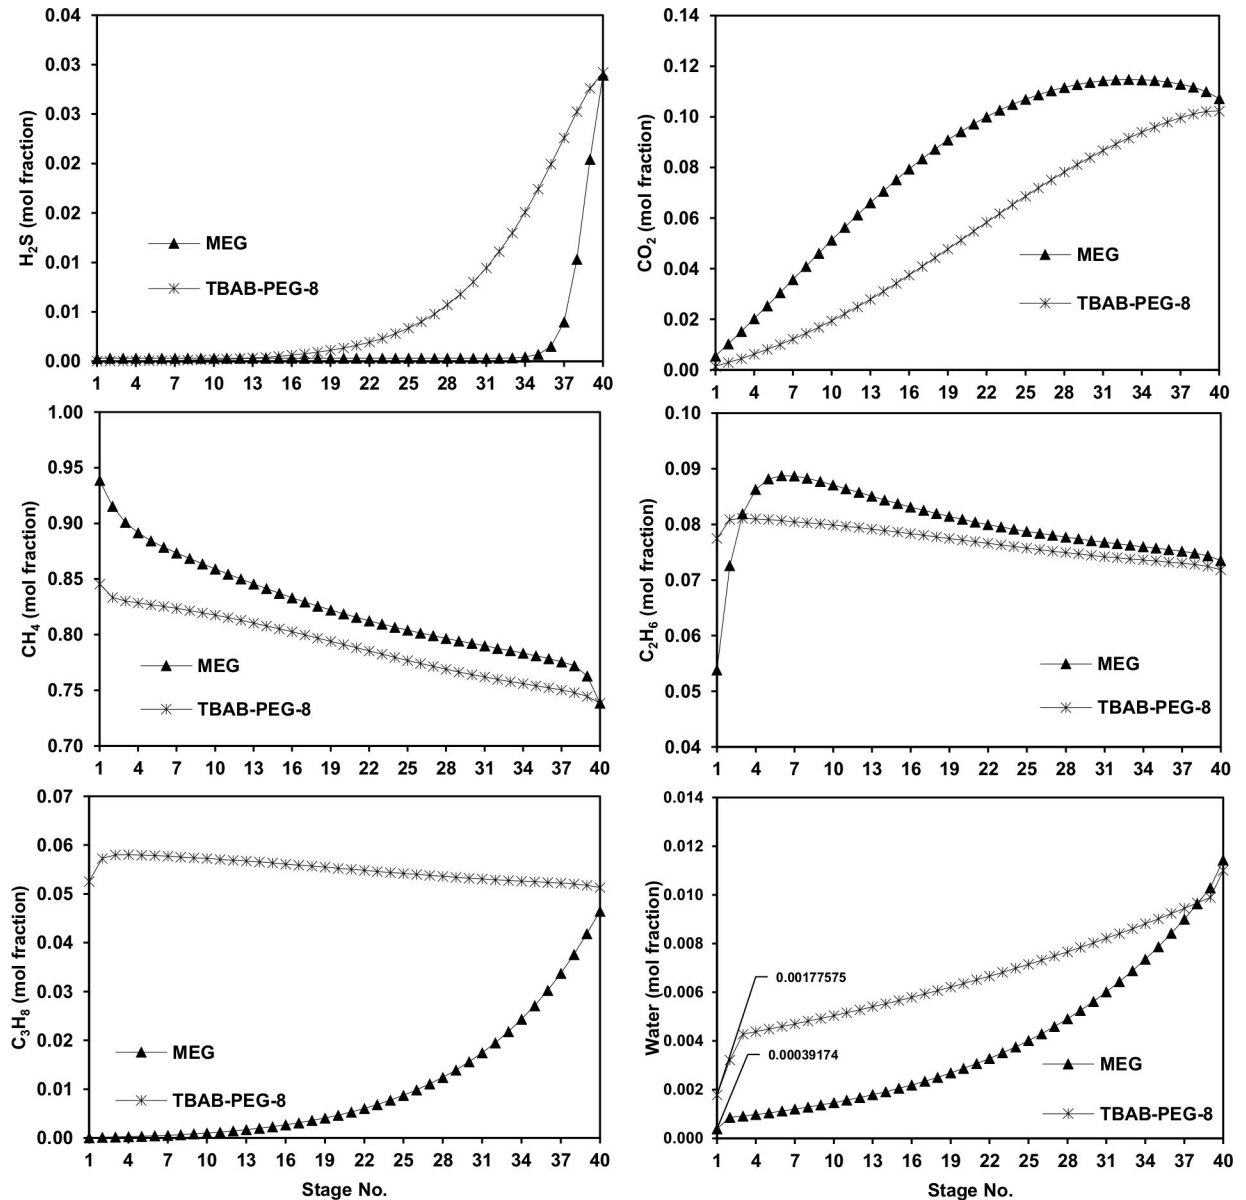 0.04
0.03
0.03
0.02
0.02
0.01
0.01
0.00
H2S (mol fraction)
MEG
TBAB-PEG-8
1 4 7 10 13 16 19 22 25 28 31 34 37 40
0.14
0.12
0.10
0.08
0.06
0.04
0.02
0.00
CO2 (mol fraction)
MEG
TBAB-PEG-8
1 4 7 10 13 16 19 22 25 28 31 34 37 40
1.00
0.95
0.90
0.85
0.80
0.75
0.70
CH4 (mol fraction)
MEG
TBAB-PEG-8
1 4 7 10 13 16 19 22 25 28 31 34 37 40
0.10
0.09
0.08
0.07
0.06
0.05
0.04
C2H6 (mol fraction)
MEG
TBAB-PEG-8
1 4 7 10 13 16 19 22 25 28 31 34 37 40
0.07
0.06
0.05
0.04
0.03
0.02
0.01
0.00
C3H8 (mol fraction)
MEG
TBAB-PEG-8
1 4 7 10 13 16 19 22 25 28 31 34 37 40
Stage No.
0.014
0.012
0.010
0.008
0.006
0.004
0.002
0.000
Water (mol fraction)
0.00177575
0.00039174
MEG
TBAB-PEG-8
1 4 7 10 13 16 19 22 25 28 31 34 37 40
Stage No.